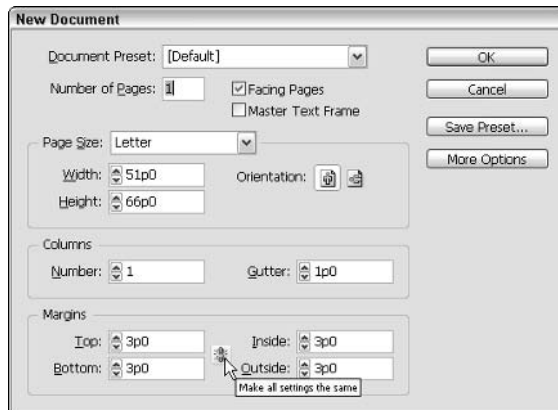 New Document
Document Preset: [Default]
OK
Number of Pages: 1
Facing Pages
Cancel
Master Text Frame
Save Preset...
Page Size: Letter
More Options
Width: 51p0
Orientation:
Height: 66p0
Columns
Number: 1
Gutter: 1p0
Margins
Top: 3p0
Inside: 3p0
Bottom: 3p0
Outside: 3p0
Make all settings the same